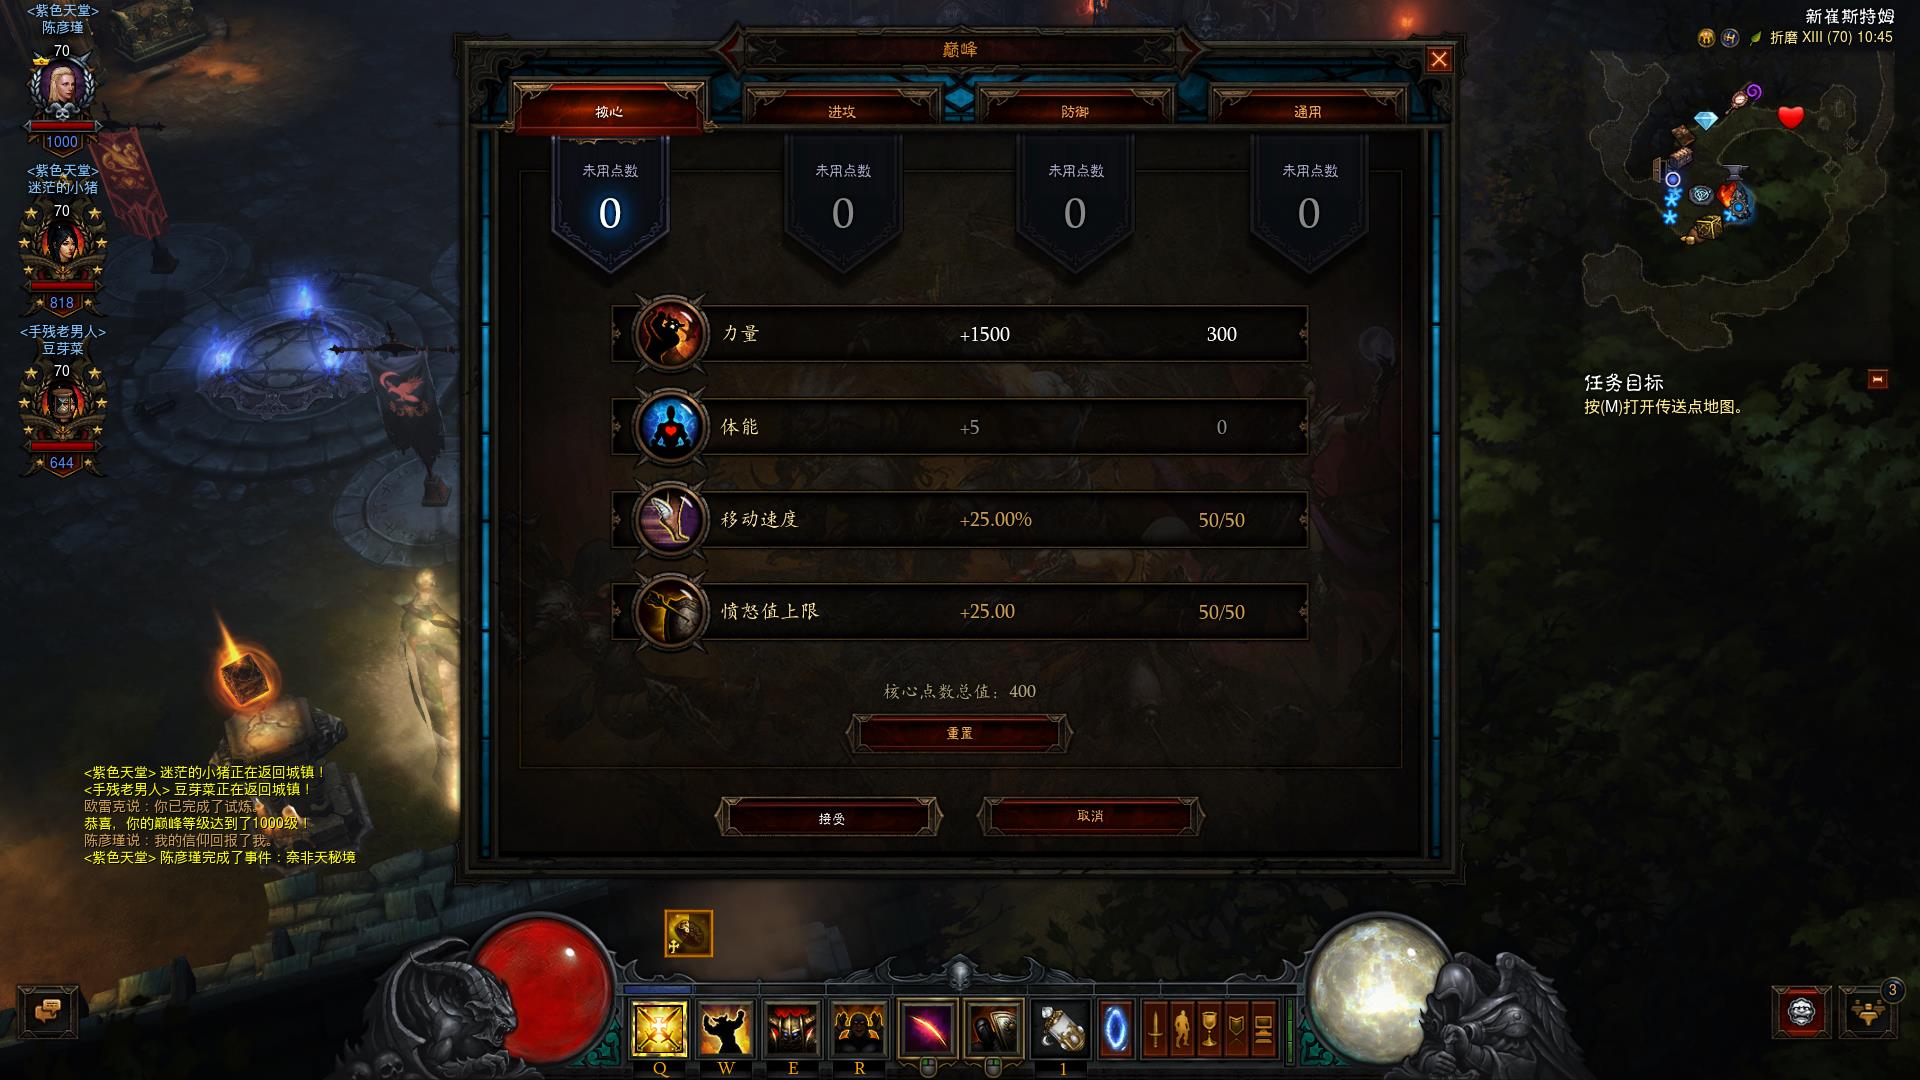 <紫色天堂>
陈彦瑾
70
1000
<紫色天堂>
迷茫的小猪
70
818
<手残老男人>
豆芽菜
70
644
巅峰
核心
进攻
防御
通用
未用点数
0
未用点数
0
未用点数
0
未用点数
0
力量 +1500 300
体能 +5 0
移动速度 +25.00% 50/50
愤怒值上限 +25.00 50/50
核心点数总值：400
重置
接受
取消
新崔斯特姆
折磨 XIII (70) 10:45
任务目标
按(M)打开传送点地图。
<紫色天堂> 迷茫的小猪正在返回城镇！
<手残老男人> 豆芽菜正在返回城镇！
欧雷克说：你已完成了试炼。
恭喜，你的巅峰等级达到了1000级！
陈彦瑾说：我的信仰回报了我。
<紫色天堂> 陈彦瑾完成了事件：奈非天秘境
Q
W
E
R
1
3